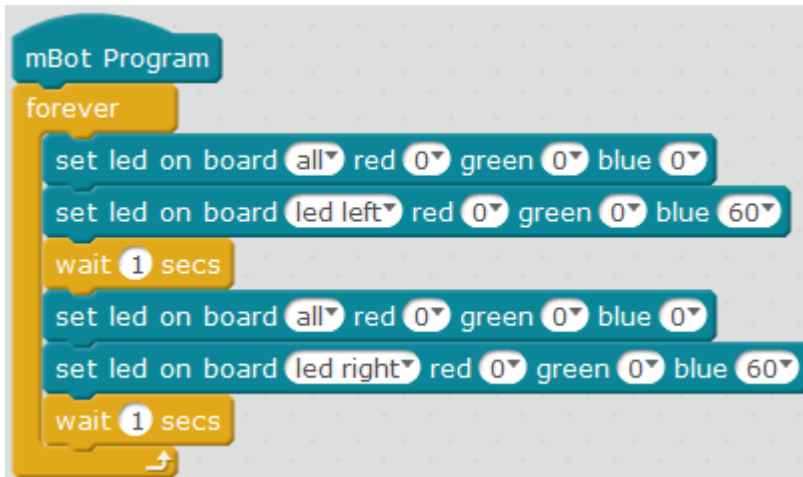 mBot Program
forever
set led on board all red 0 green 0 blue 0
set led on board led left red 0 green 0 blue 60
wait 1 secs
set led on board all red 0 green 0 blue 0
set led on board led right red 0 green 0 blue 60
wait 1 secs